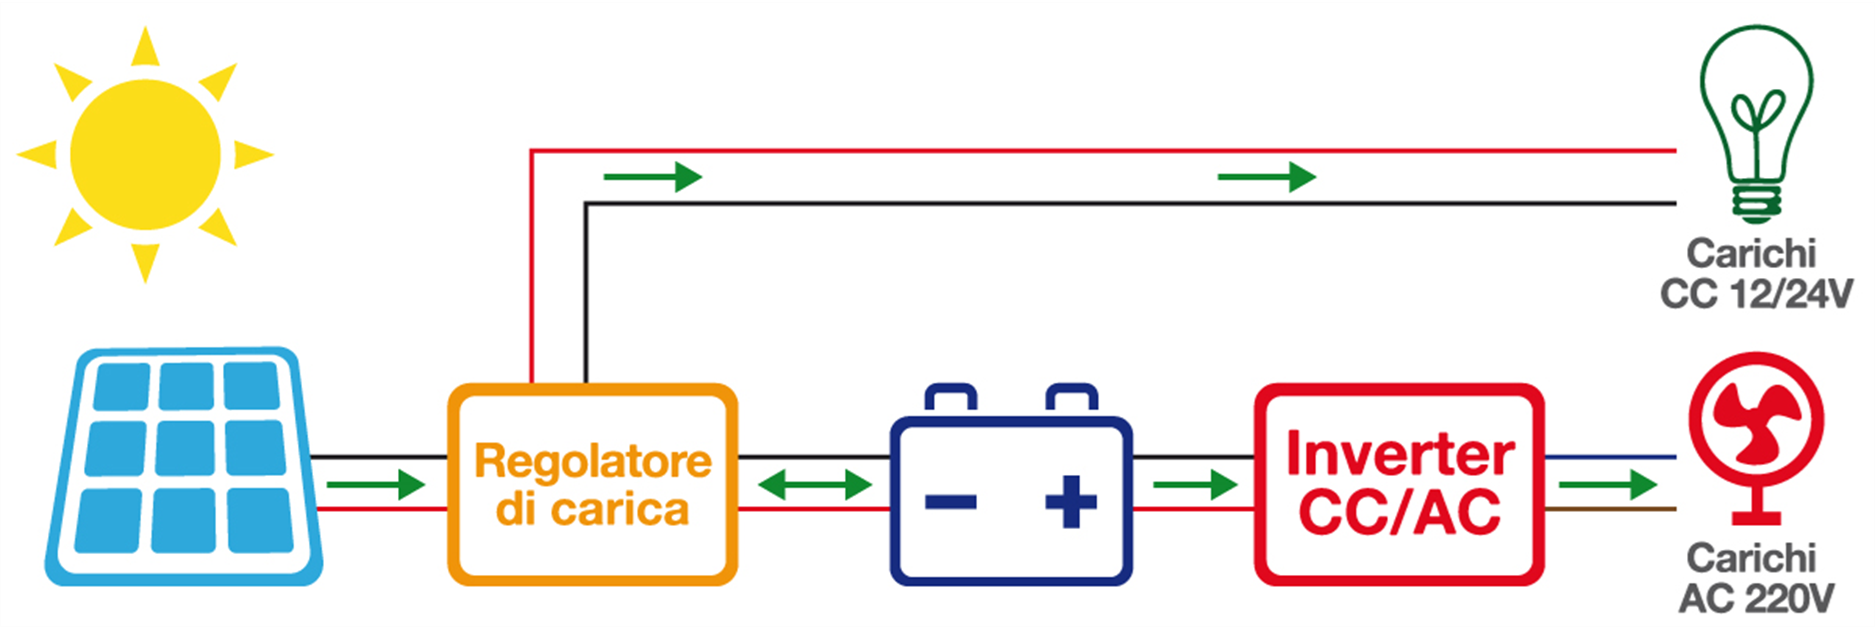 Carichi
CC 12/24V
Regolatore
di carica
- +
Inverter
CC/AC
Carichi
AC 220V